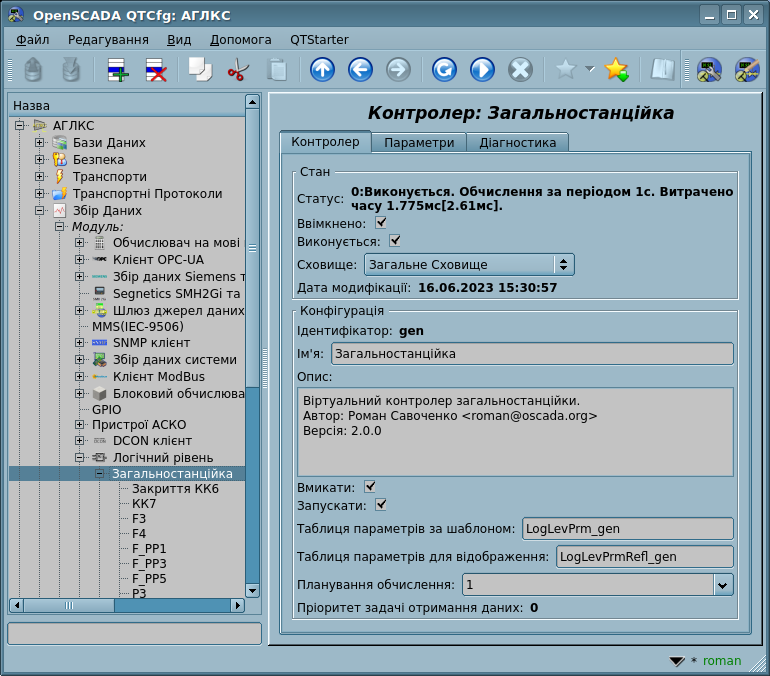 OpenSCADA QTCfg: АГЛКС
Файл Редагування Вид Допомога QTStarter
Назва
АГЛКС
Бази Даних
Безпека
Транспорти
Транспортні Протоколи
Збір Даних
Модуль:
Обчислювач на мові
Клієнт OPC-UA
Збір даних Siemens т
Segnetics SMH2Gi та
Шлюз джерел даних
MMS(IEC-9506)
SNMP клієнт
Збір даних системи
Клієнт ModBus
Блоковий обчислюва
GPIO
Пристрої АСКО
DCON клієнт
Логічний рівень
Загальностанційка
Закриття КК6
КК7
F3
F4
F_PP1
F_PP3
F_PP5
P3
Контролер: Загальностанційка
Контролер Параметри Діагностика
Стан
Статус: 0:Виконується. Обчислення за періодом 1с. Витрачено
часу 1.775мс[2.61мс].
Ввімкнено:
Виконується:
Сховище: Загальне Сховище
Дата модифікації: 16.06.2023 15:30:57
Конфігурація
Ідентифікатор: gen
Ім'я: Загальностанційка
Опис:
Віртуальний контролер загальностанційки.
Автор: Роман Савоченко <roman@oscada.org>
Версія: 2.0.0
Вмикати:
Запускати:
Таблиця параметрів за шаблоном: LogLevPrm_gen
Таблиця параметрів для відображення: LogLevPrmRefl_gen
Планування обчислення: 1
Пріоритет задачі отримання даних: 0
* roman